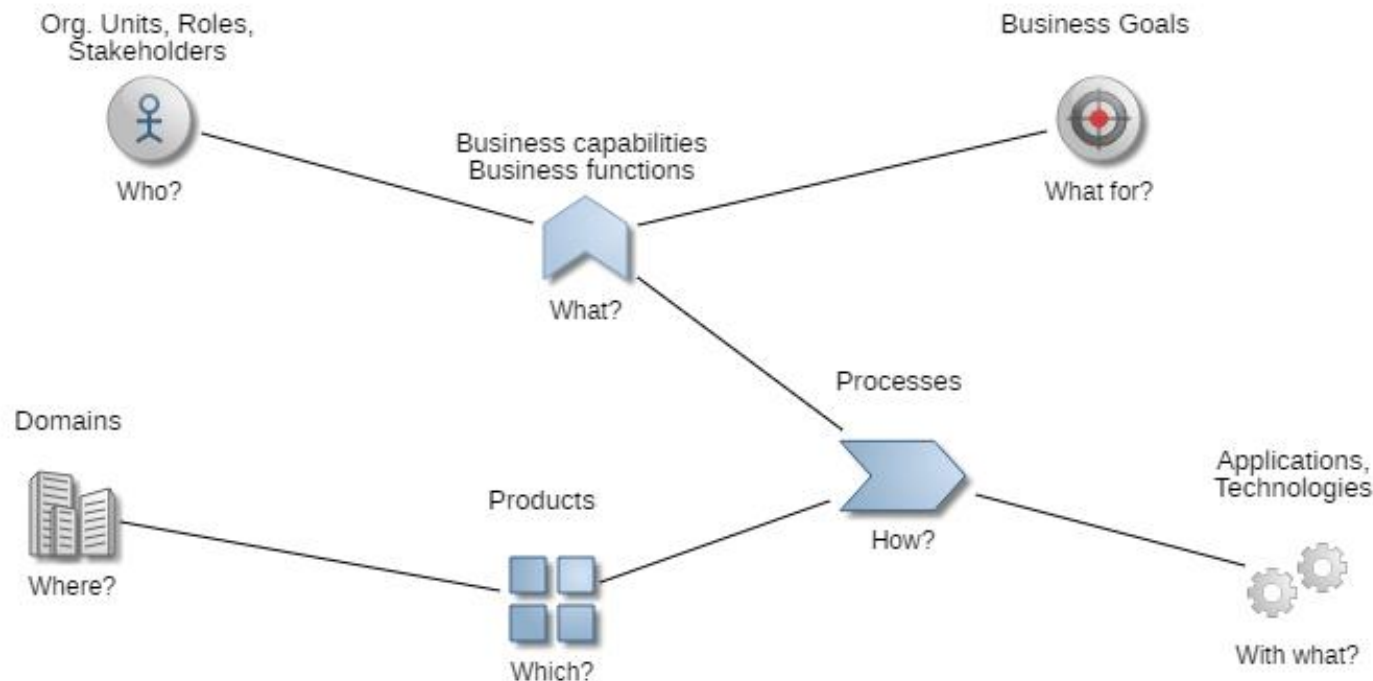 Org. Units, Roles,
Stakeholders
Who?
Business Goals
What for?
Business capabilities
Business functions
What?
Processes
How?
Domains
Where?
Products
Which?
Applications,
Technologies
With what?